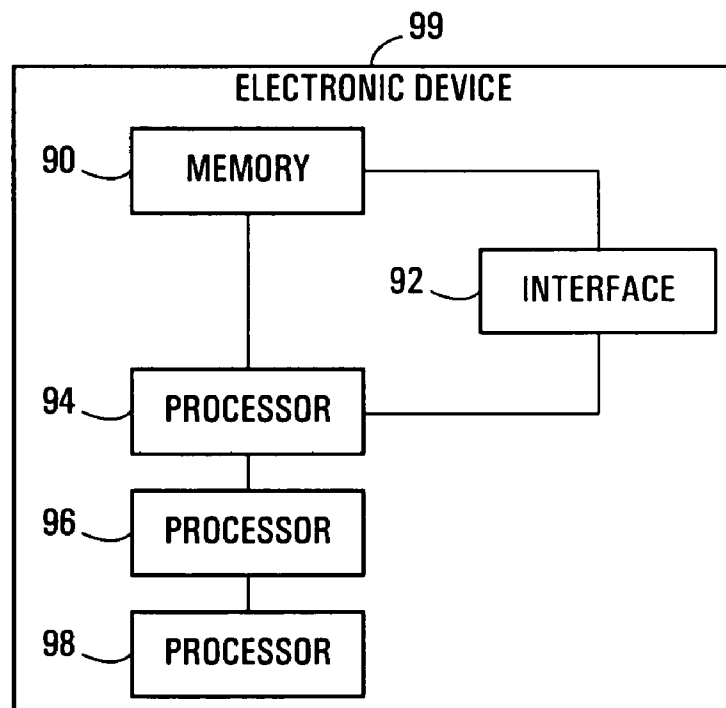 99
ELECTRONIC DEVICE
90
MEMORY
92
INTERFACE
94
PROCESSOR
96
PROCESSOR
98
PROCESSOR